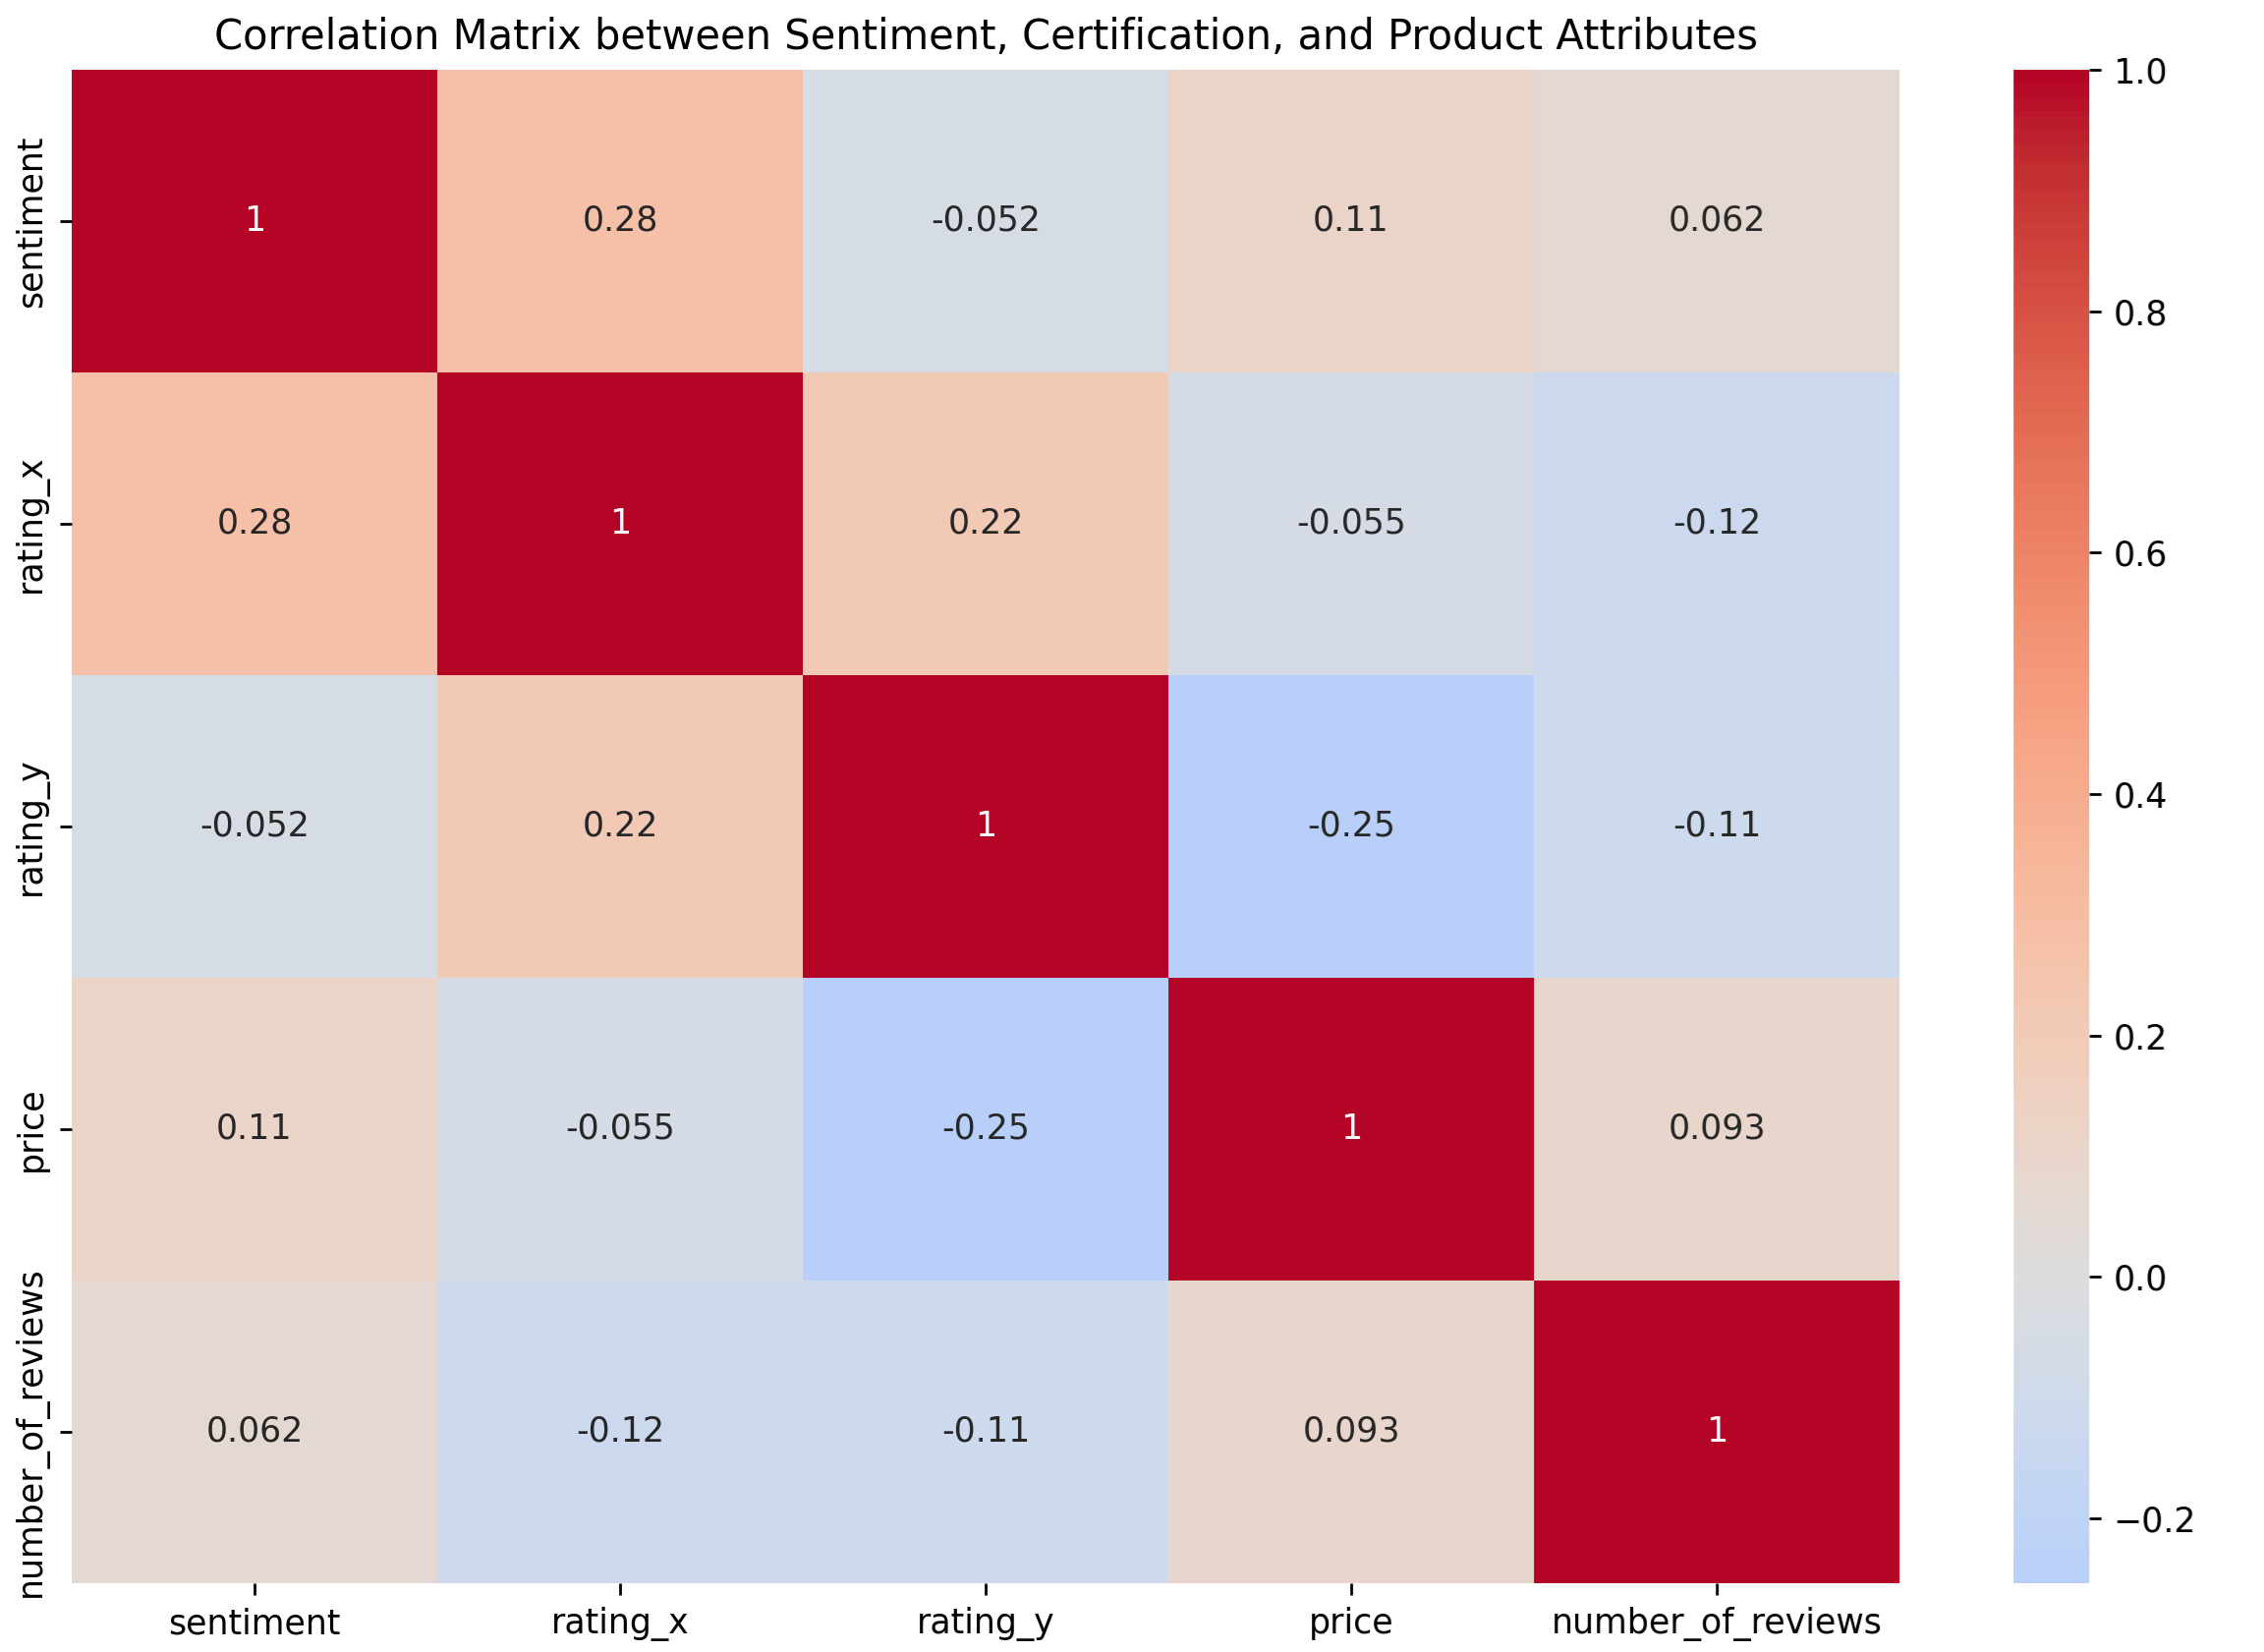 Correlation Matrix between Sentiment, Certification, and Product Attributes
sentiment 1 0.28 -0.052 0.11 0.062
rating_x 0.28 1 0.22 -0.055 -0.12
rating_y -0.052 0.22 1 -0.25 -0.11
price 0.11 -0.055 -0.25 1 0.093
number_of_reviews 0.062 -0.12 -0.11 0.093 1
sentiment rating_x rating_y price number_of_reviews
1.0
0.8
0.6
0.4
0.2
0.0
−0.2